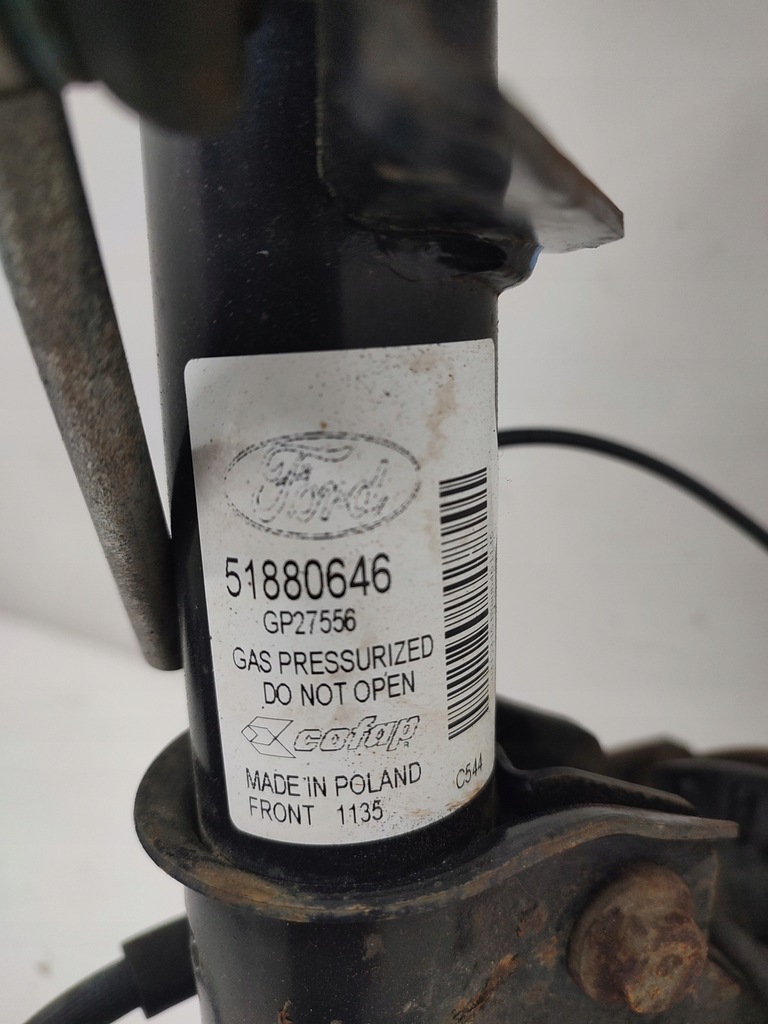 Ford
51880646
GP27556
GAS PRESSURIZED
DO NOT OPEN
cofap
MADE IN POLAND
FRONT 1135
C544